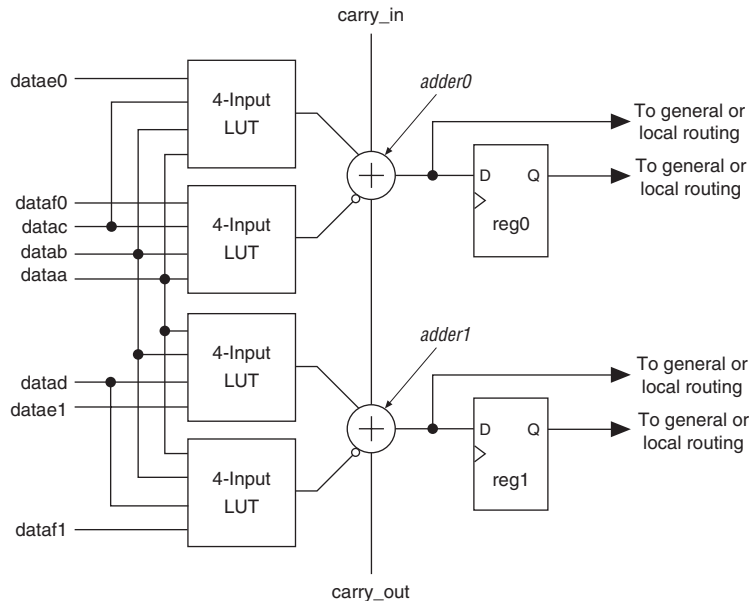 carry_in
adder0
datae0
4-Input
LUT
To general or
local routing
D Q
reg0
To general or
local routing
dataf0
datac
datab
dataa
4-Input
LUT
4-Input
LUT
adder1
datad
datae1
To general or
local routing
D Q
reg1
To general or
local routing
4-Input
LUT
dataf1
carry_out